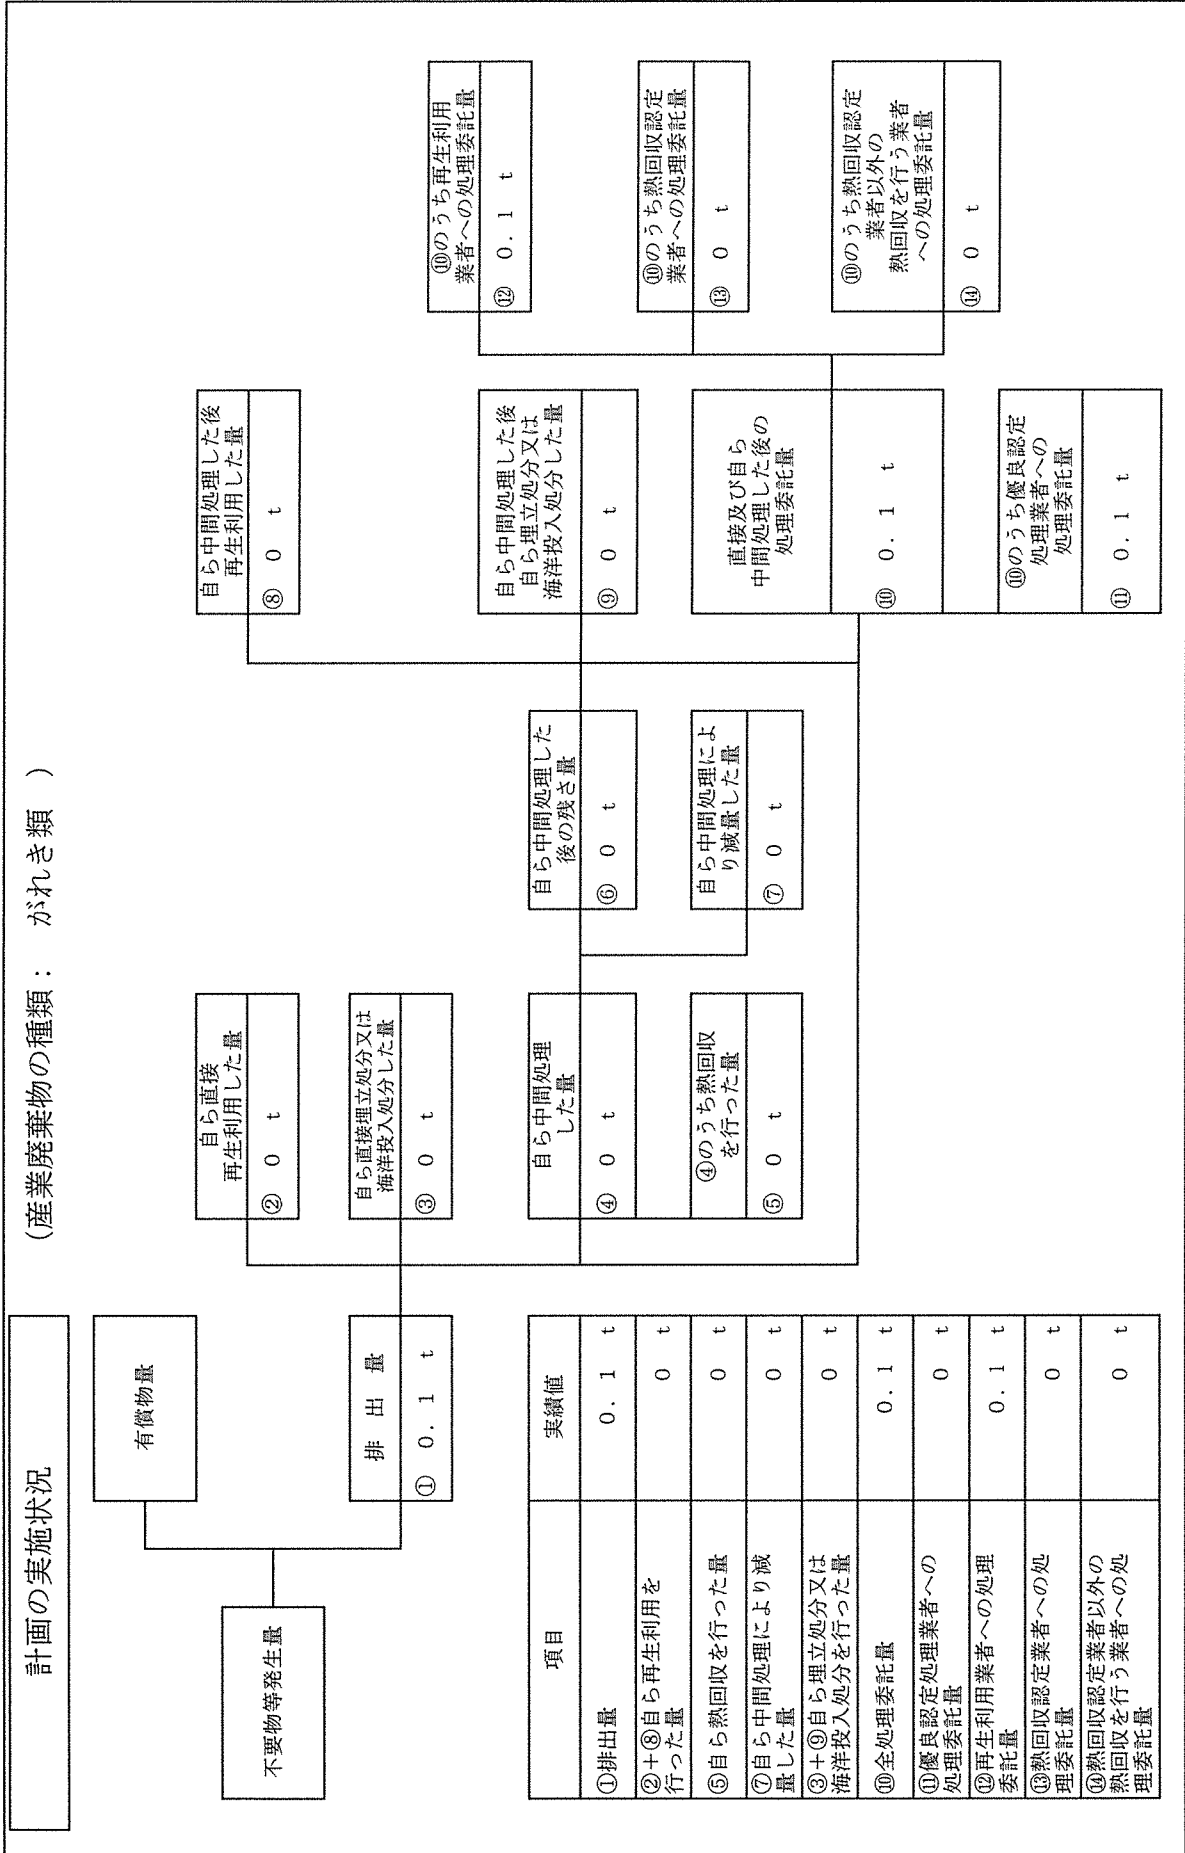 計画の実施状況
(産業廃棄物の種類： がれき類 )
不要物等発生量
有償物量
排 出 量
① 0.1 t
自ら直接
再生利用した量
② 0 t
自ら直接埋立処分又は
海洋投入処分した量
③ 0 t
自ら中間処理
した量
④ 0 t
④のうち熱回収
を行った量
⑤ 0 t
自ら中間処理した
後の残さ量
⑥ 0 t
自ら中間処理によ
り減量した量
⑦ 0 t
自ら中間処理した後
再生利用した量
⑧ 0 t
自ら中間処理した後
自ら埋立処分又は
海洋投入処分した量
⑨ 0 t
直接及び自ら
中間処理した後の
処理委託量
⑩ 0.1 t
⑩のうち優良認定
処理業者への
処理委託量
⑪ 0.1 t
⑩のうち再生利用
業者への処理委託量
⑫ 0.1 t
⑩のうち熱回収認定
業者への処理委託量
⑬ 0 t
⑩のうち熱回収認定
業者以外の
熱回収を行う業者
への処理委託量
⑭ 0 t
項目 実績値
①排出量 0.1 t
②＋⑧自ら再生利用を
行った量 0 t
⑤自ら熱回収を行った量 0 t
⑦自ら中間処理により減
量した量 0 t
③＋⑨自ら埋立処分又は
海洋投入処分を行った量 0 t
⑩全処理委託量 0.1 t
⑪優良認定処理業者への
処理委託量 0 t
⑫再生利用業者への処理
委託量 0.1 t
⑬熱回収認定業者への処
理委託量 0 t
⑭熱回収認定業者以外の
熱回収を行う業者への処
理委託量 0 t